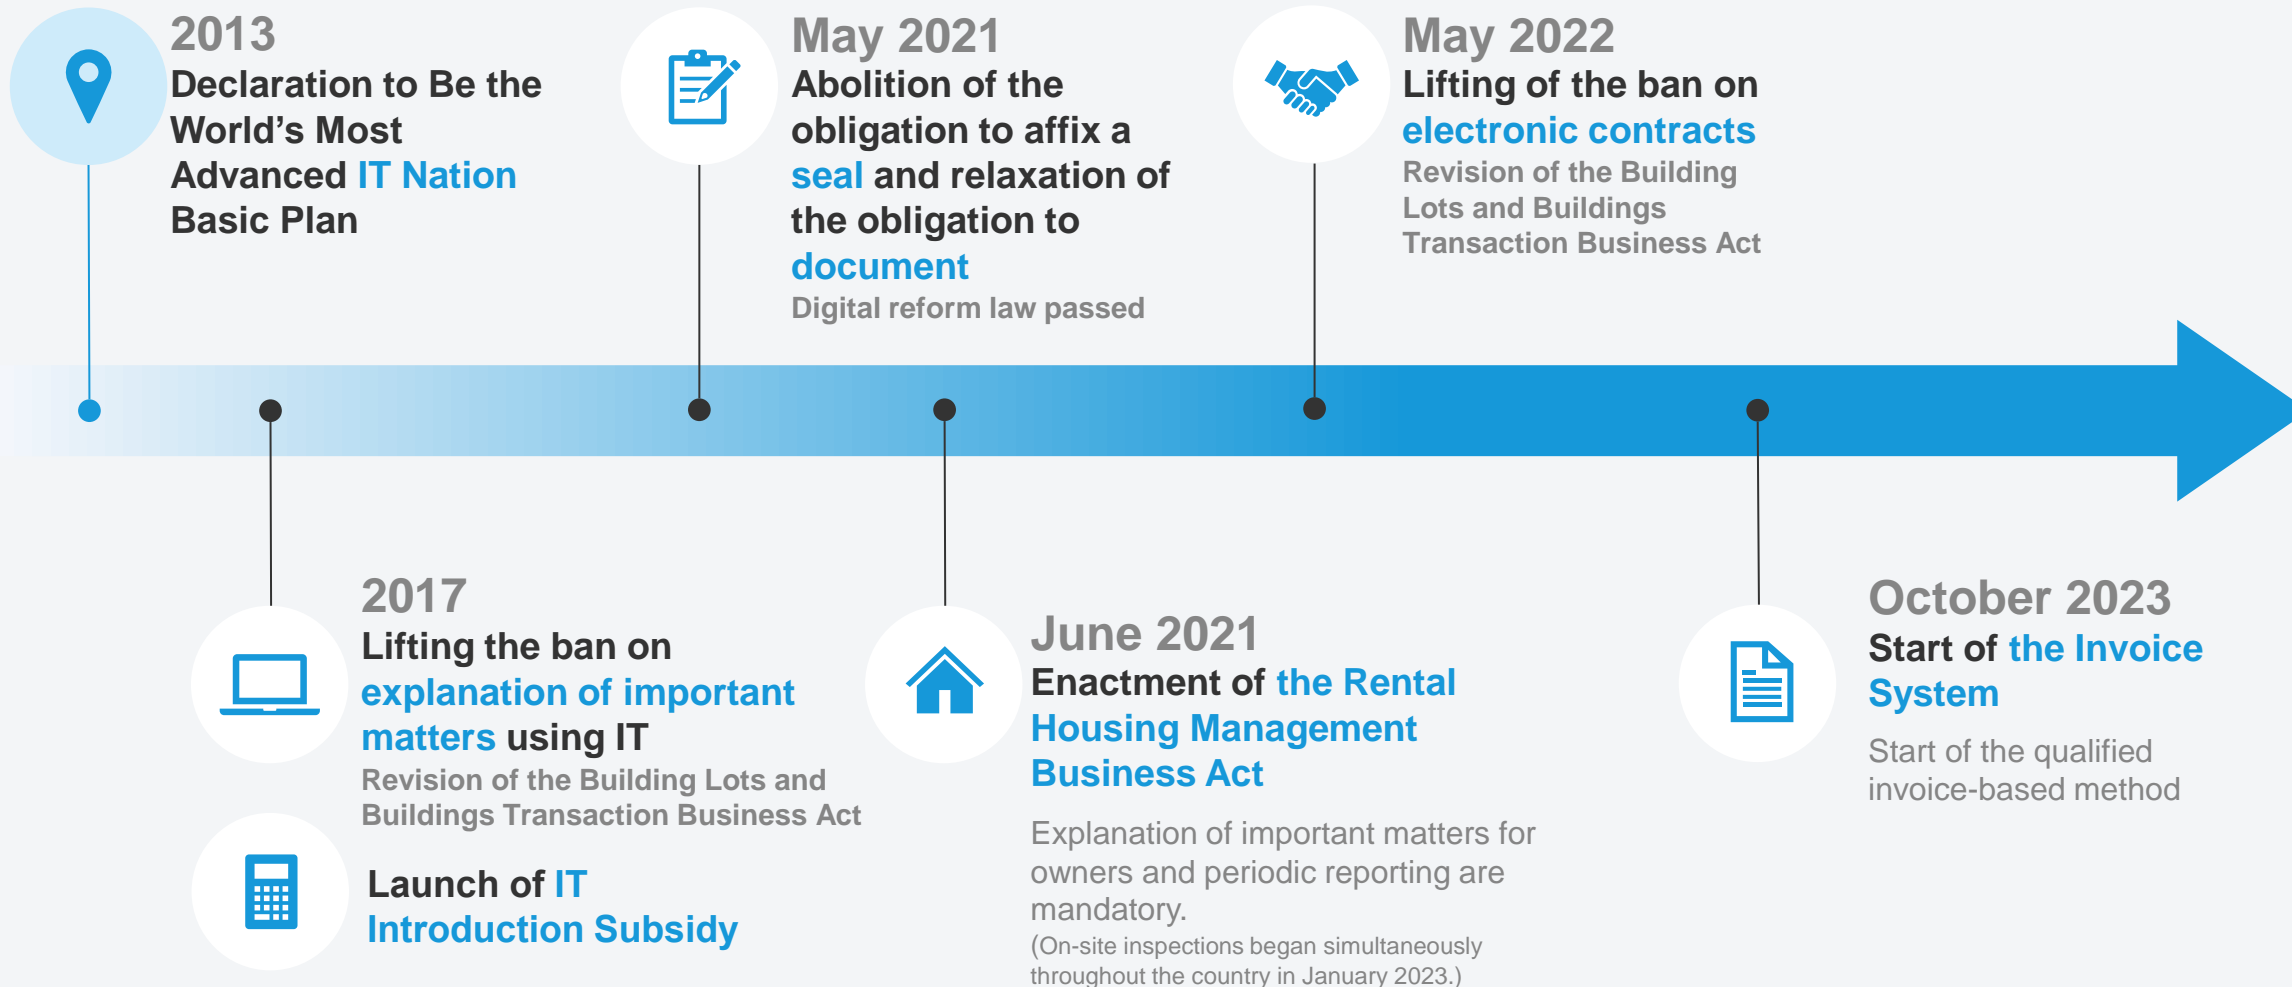 2013
Declaration to Be the
World’s Most
Advanced IT Nation
Basic Plan
May 2021
Abolition of the
obligation to affix a
seal and relaxation of
the obligation to
document
Digital reform law passed
May 2022
Lifting of the ban on
electronic contracts
Revision of the Building
Lots and Buildings
Transaction Business Act
2017
Lifting the ban on
explanation of important
matters using IT
Revision of the Building Lots and
Buildings Transaction Business Act
Launch of IT
Introduction Subsidy
June 2021
Enactment of the Rental
Housing Management
Business Act
Explanation of important matters for
owners and periodic reporting are
mandatory.
(On-site inspections began simultaneously
throughout the country in January 2023.)
October 2023
Start of the Invoice
System
Start of the qualified
invoice-based method